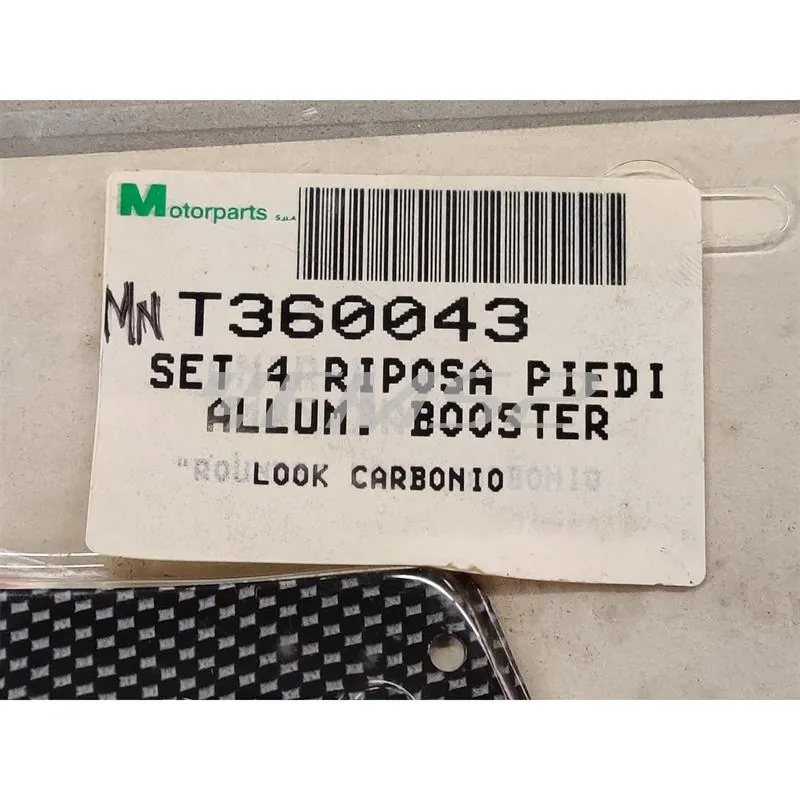 Motorparts S.p.A
MN T360043
SET 4 RIPOSA PIEDI
ALLUM. BOOSTER
LOOK CARBONIO